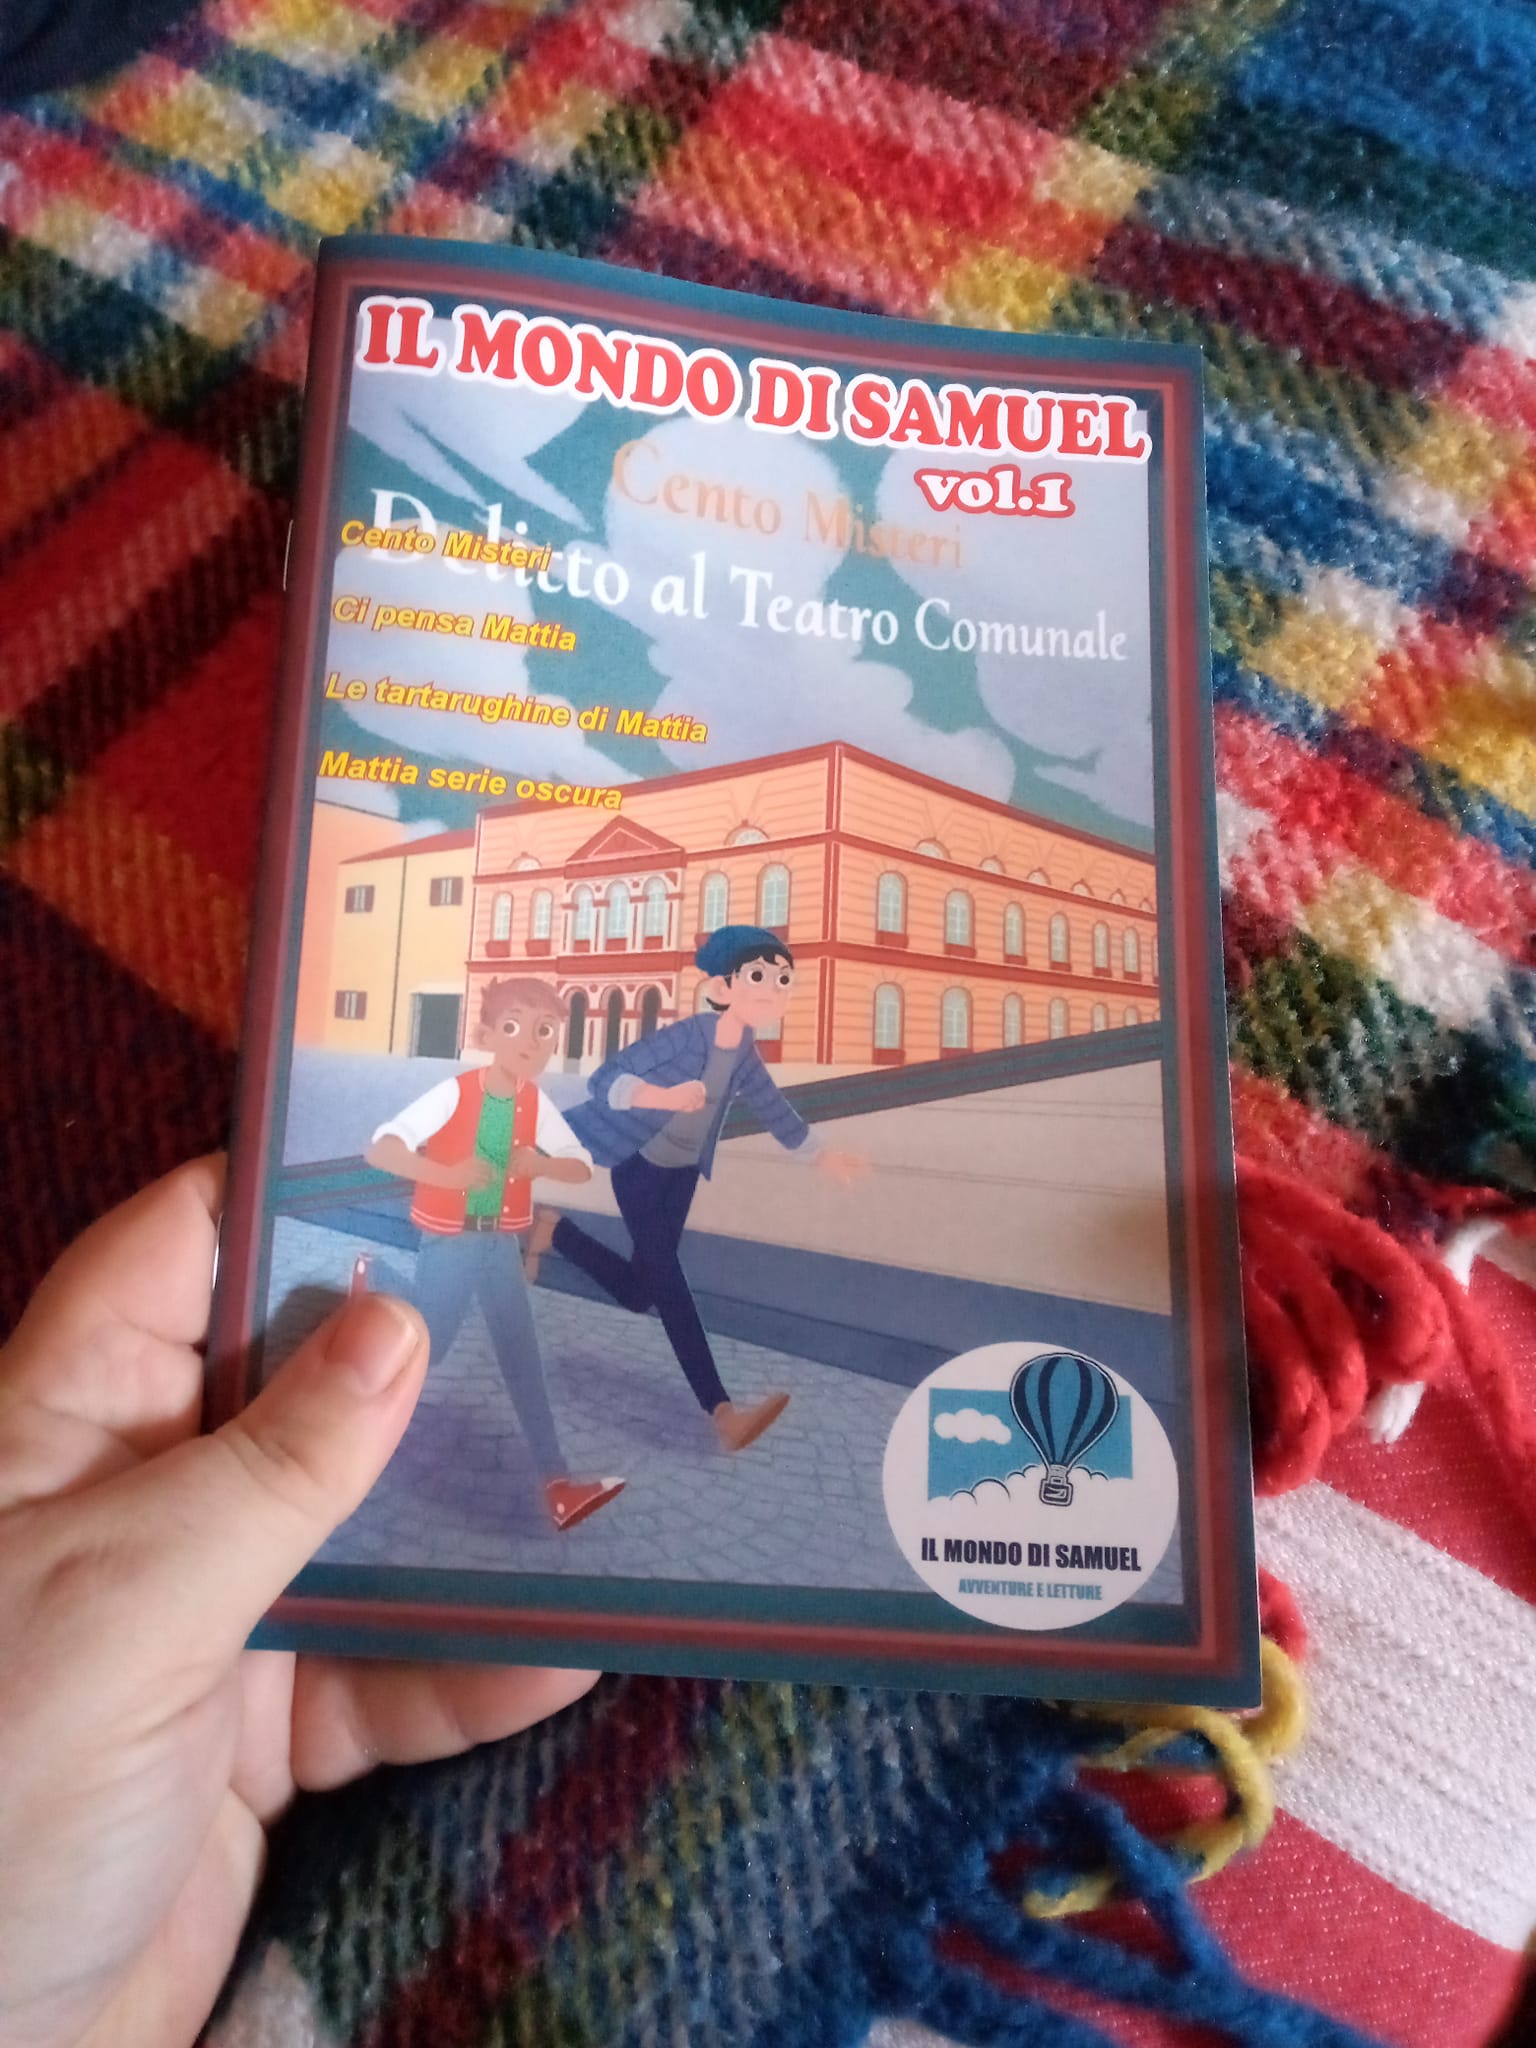 IL MONDO DI SAMUEL
vol.1
Cento Misteri
Delitto al Teatro Comunale
Cento Misteri
Ci pensa Mattia
Le tartarughine di Mattia
Mattia serie oscura
IL MONDO DI SAMUEL
AVVENTURE E LETTURE